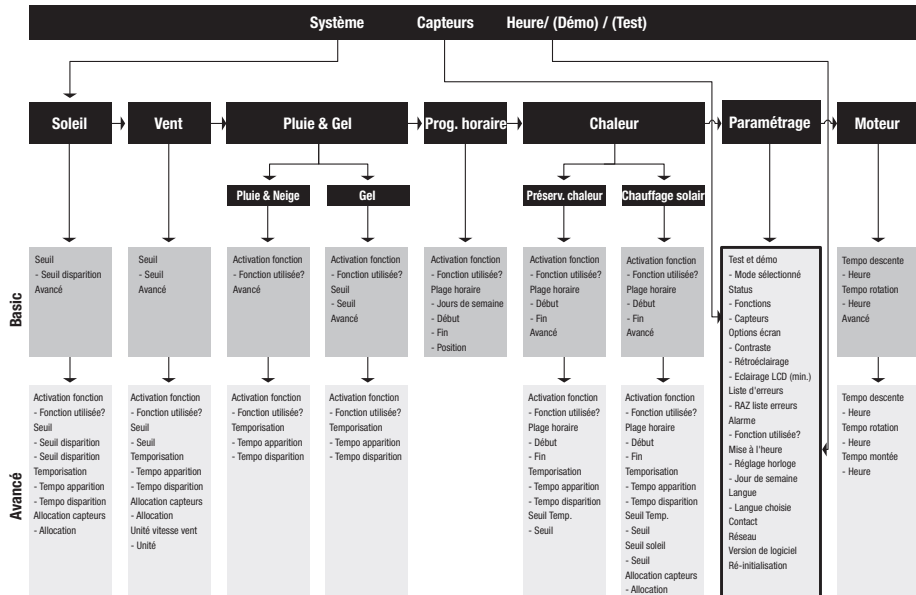 Système Capteurs Heure/ (Démo) / (Test)
Soleil
Vent
Pluie & Gel
Prog. horaire
Chaleur
Paramétrage
Moteur
Pluie & Neige
Gel
Préserv. chaleur
Chauffage solair
Basic
Seuil
- Seuil disparition
Avancé
Seuil
- Seuil
Avancé
Activation fonction
- Fonction utilisée?
Avancé
Activation fonction
- Fonction utilisée?
Seuil
- Seuil
Avancé
Activation fonction
- Fonction utilisée?
Plage horaire
- Jours de semaine
- Début
- Fin
- Position
Activation fonction
- Fonction utilisée?
Plage horaire
- Début
- Fin
Avancé
Activation fonction
- Fonction utilisée?
Plage horaire
- Début
- Fin
Avancé
Test et démo
- Mode sélectionné
Status
- Fonctions
- Capteurs
Options écran
- Contraste
- Rétroéclairage
- Eclairage LCD (min.)
Liste d'erreurs
- RAZ liste erreurs
Alarme
- Fonction utilisée?
Mise à l'heure
- Réglage horloge
- Jour de semaine
Langue
- Langue choisie
Contact
Réseau
Version de logiciel
Ré-initialisation
Tempo descente
- Heure
Tempo rotation
- Heure
Avancé
Avancé
Activation fonction
- Fonction utilisée?
Seuil
- Seuil disparition
- Seuil disparition
Temporisation
- Tempo apparition
- Tempo disparition
Allocation capteurs
- Allocation
Activation fonction
- Fonction utilisée?
Seuil
- Seuil
Temporisation
- Tempo apparition
- Tempo disparition
Allocation capteurs
- Allocation
Unité vitesse vent
- Unité
Activation fonction
- Fonction utilisée?
Temporisation
- Tempo apparition
- Tempo disparition
Activation fonction
- Fonction utilisée?
Temporisation
- Tempo apparition
- Tempo disparition
Activation fonction
- Fonction utilisée?
Plage horaire
- Début
- Fin
Temporisation
- Tempo apparition
- Tempo disparition
Seuil Temp.
- Seuil
Activation fonction
- Fonction utilisée?
Plage horaire
- Début
- Fin
Temporisation
- Tempo apparition
- Tempo disparition
Seuil Temp.
- Seuil
Seuil soleil
- Seuil
Allocation capteurs
- Allocation
Tempo descente
- Heure
Tempo rotation
- Heure
Tempo montée
- Heure